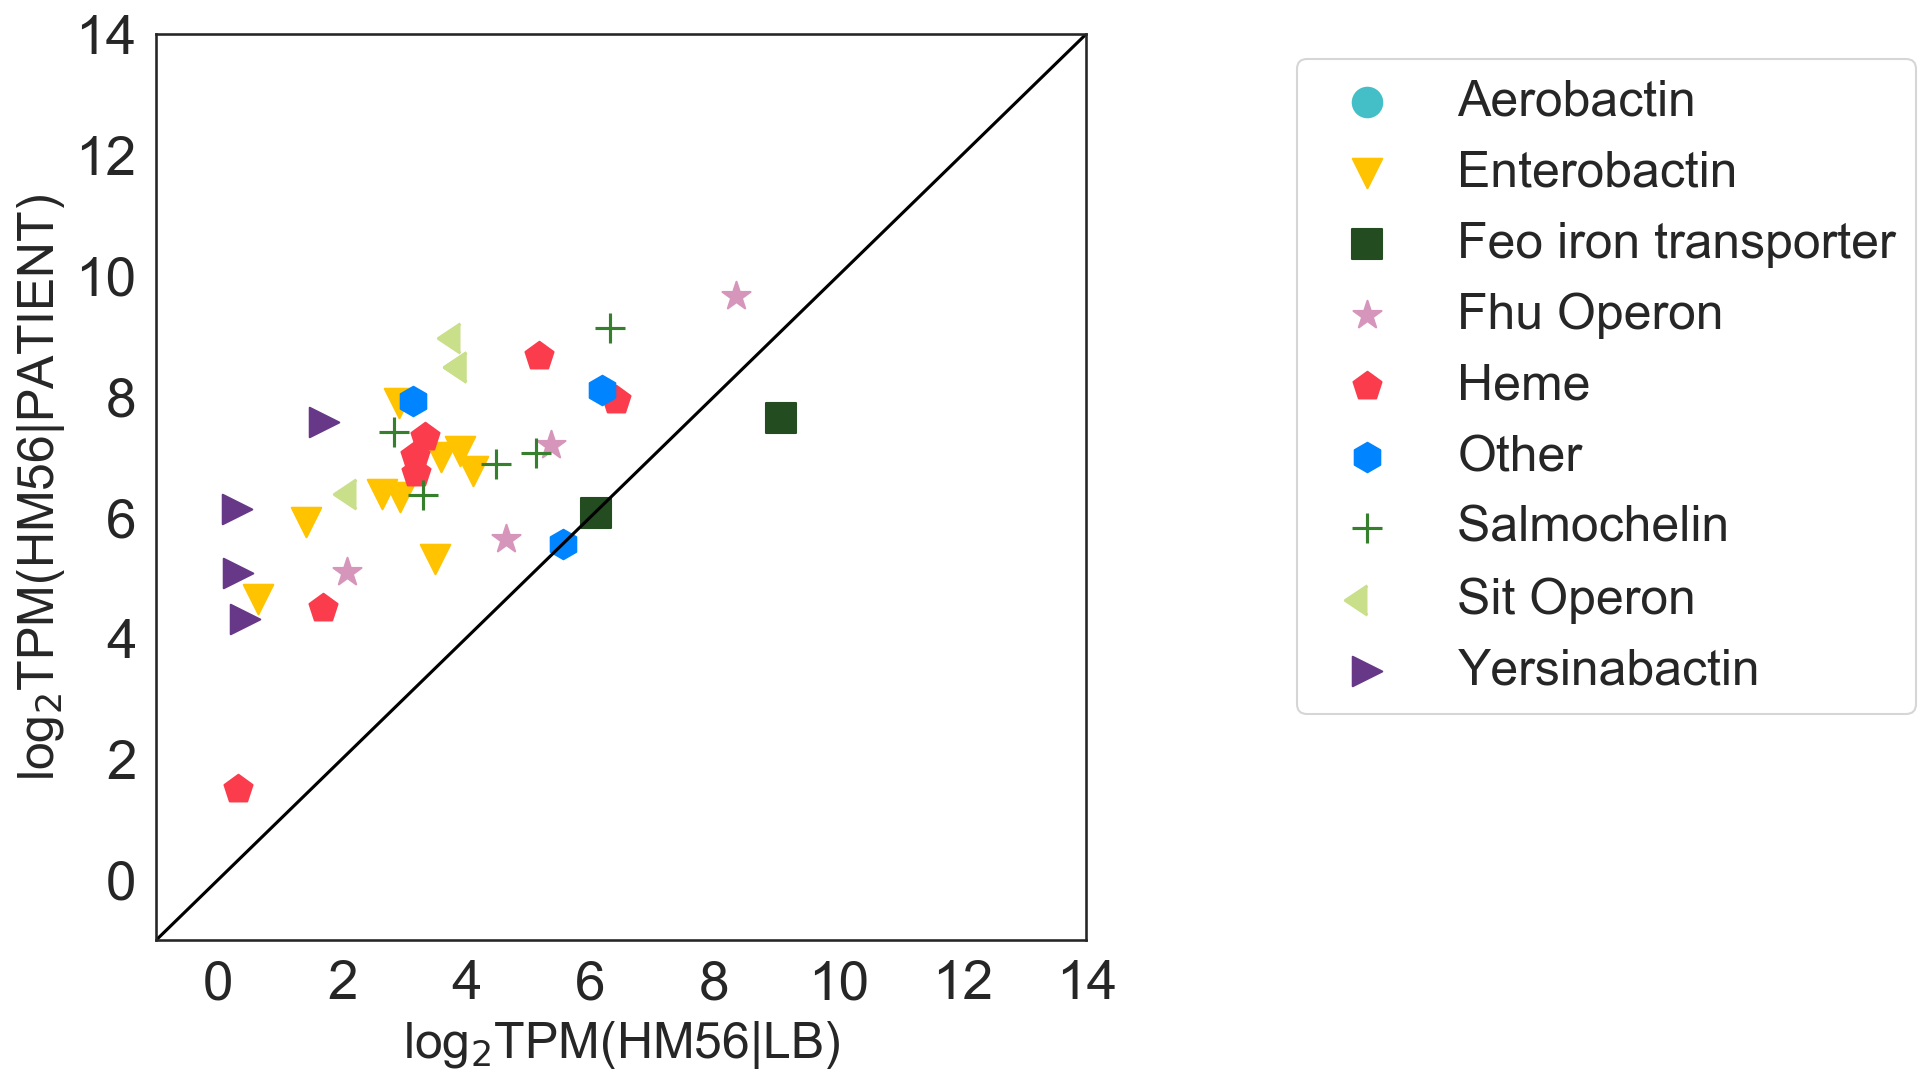 14
12
10
8
6
4
2
0
0 2 4 6 8 10 12 14
log₂TPM(HM56|PATIENT)
log₂TPM(HM56|LB)
Aerobactin
Enterobactin
Feo iron transporter
Fhu Operon
Heme
Other
Salmochelin
Sit Operon
Yersinabactin